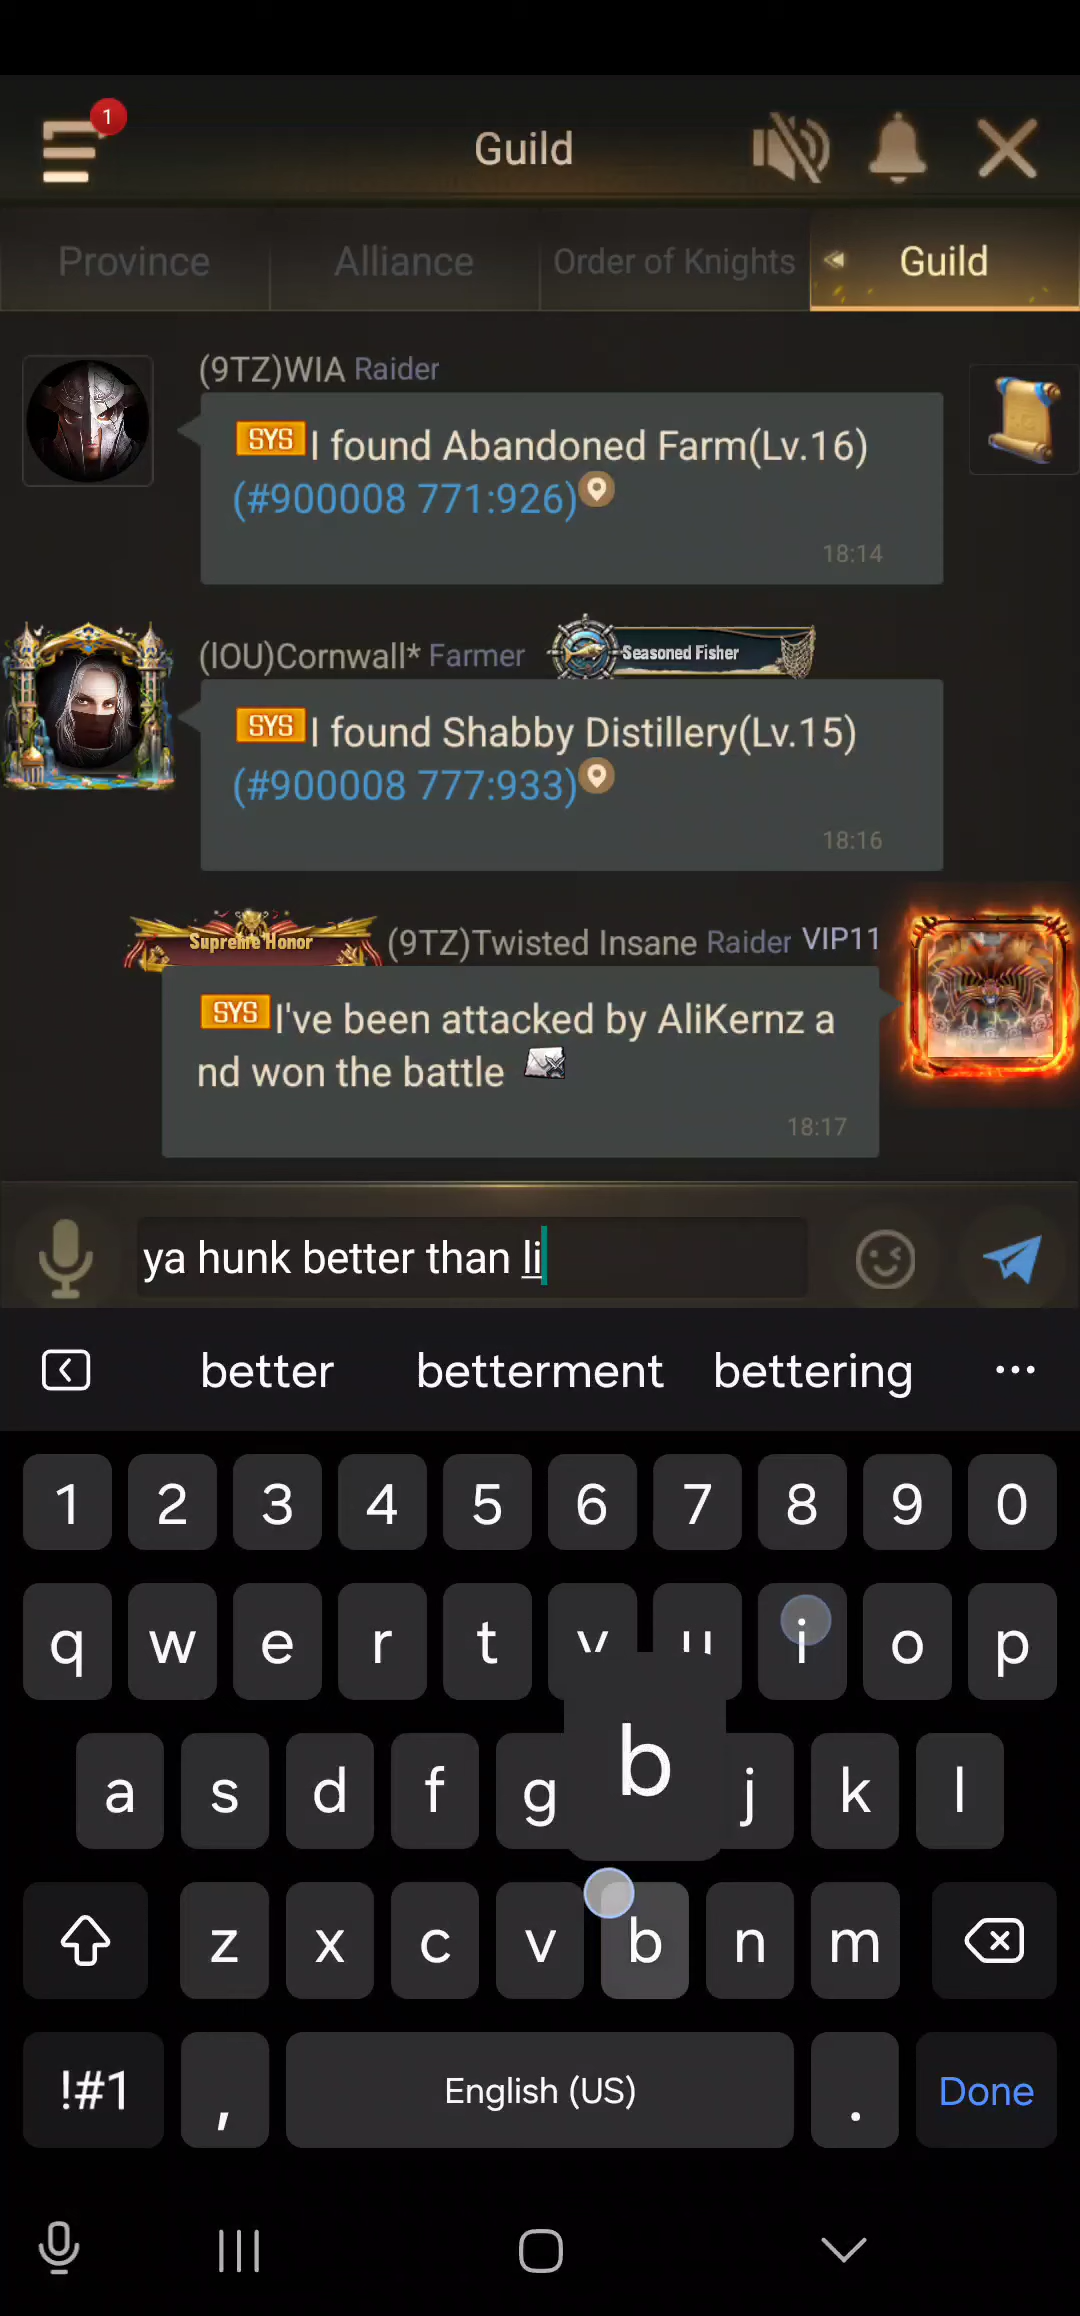 1
Guild
Province
Alliance
Order of Knights
Guild
(9TZ)WIA Raider
SYS I found Abandoned Farm(Lv.16)
(#900008 771:926)
18:14
(lOU)Cornwall* Farmer Seasoned Fisher
SYS I found Shabby Distillery(Lv.15)
(#900008 777:933)
18:16
Supreme Honor (9TZ)Twisted Insane Raider VIP11
SYS I've been attacked by AliKernz a
nd won the battle
18:17
ya hunk better than li
better betterment bettering ...
1 2 3 4 5 6 7 8 9 0
q w e r t y u i o p
a s d f g b j k l
z x c v b n m
!#1 , English (US) . Done